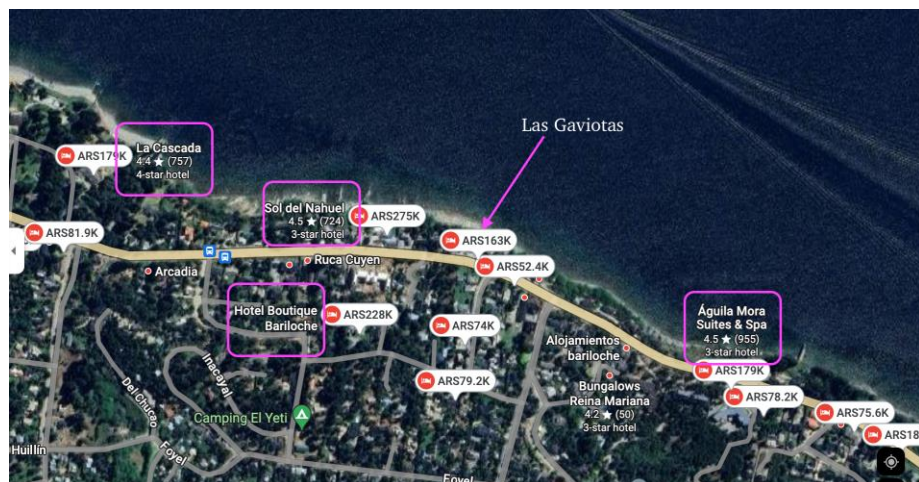 Las Gaviotas
La Cascada
4.4 ★ (757)
4-star hotel
ARS179K
Sol del Nahuel
4.5 ★ (724)
3-star hotel
ARS275K
ARS81.9K
ARS163K
Arcadia
Ruca Cuyen
ARS52.4K
Hotel Boutique
Bariloche
ARS228K
ARS74K
Águila Mora
Suites & Spa
4.5 ★ (955)
3-star hotel
Alojamientos
bariloche
ARS179K
Inacayal
Del Chucao
ARS79.2K
Bungalows
Reina Mariana
4.2 ★ (50)
3-star hotel
ARS78.2K
Camping El Yeti
ARS75.6K
ARS18
Huillín
Foyel
Foyel